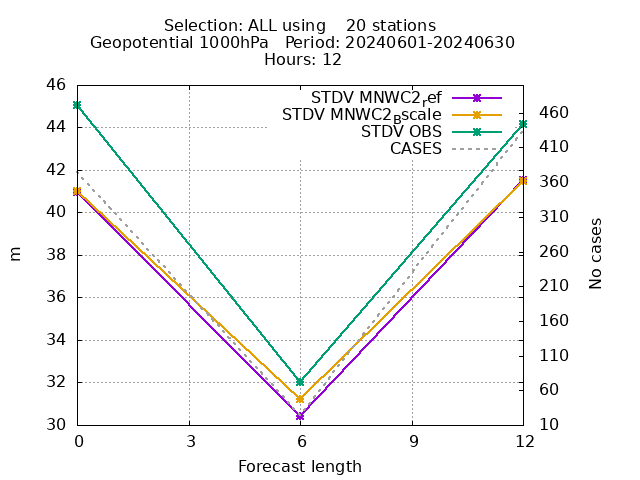 Selection: ALL using    20 stations
Geopotential 1000hPa   Period: 20240601-20240630
Hours: 12
STDV MNWC2ref
STDV MNWC2Bscale
STDV OBS
CASES
46
44
42
40
38
36
34
32
30
m
460
410
360
310
260
210
160
110
60
10
No cases
0 3 6 9 12
Forecast length